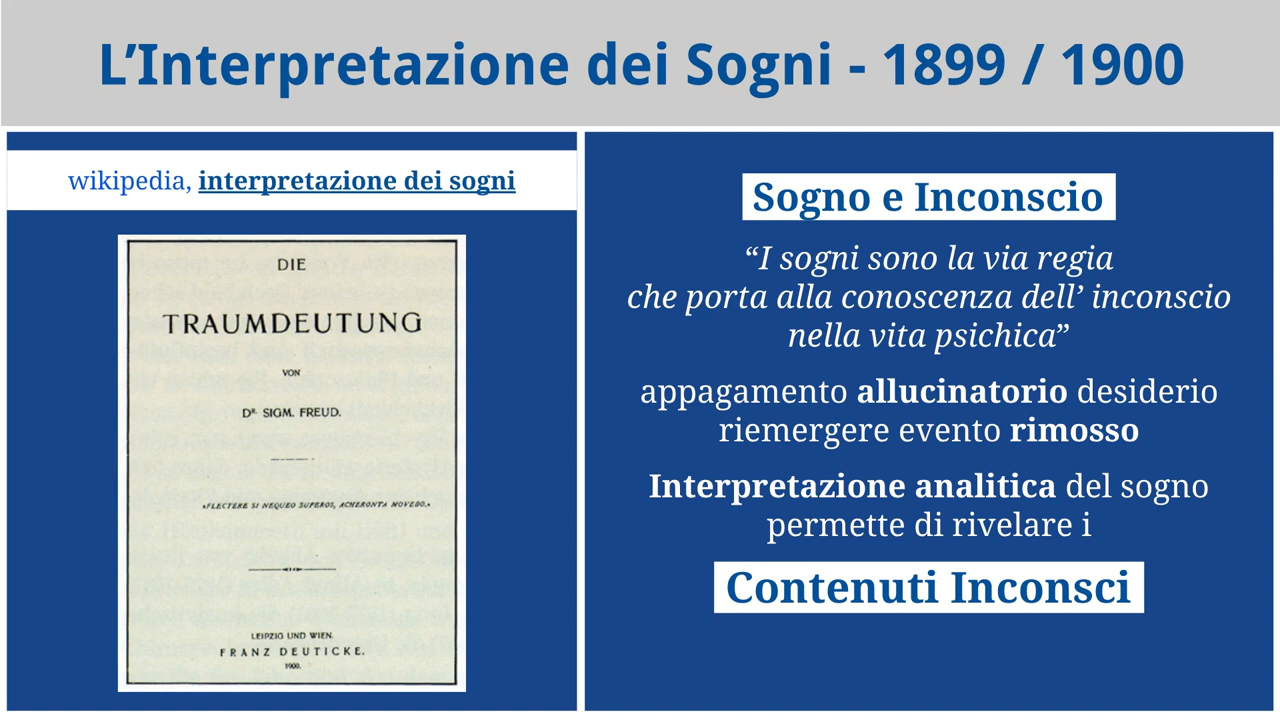 L’Interpretazione dei Sogni - 1899 / 1900
wikipedia, interpretazione dei sogni
DIE
TRAUMDEUTUNG
VON
DR. SIGM. FREUD.
»FLECTERE SI NEQUEO SUPEROS, ACHERONTA MOVEBO.«
LEIPZIG UND WIEN.
FRANZ DEUTICKE.
1900.
Sogno e Inconscio
“I sogni sono la via regia
che porta alla conoscenza dell’ inconscio
nella vita psichica”
appagamento allucinatorio desiderio
riemergere evento rimosso
Interpretazione analitica del sogno
permette di rivelare i
Contenuti Inconsci